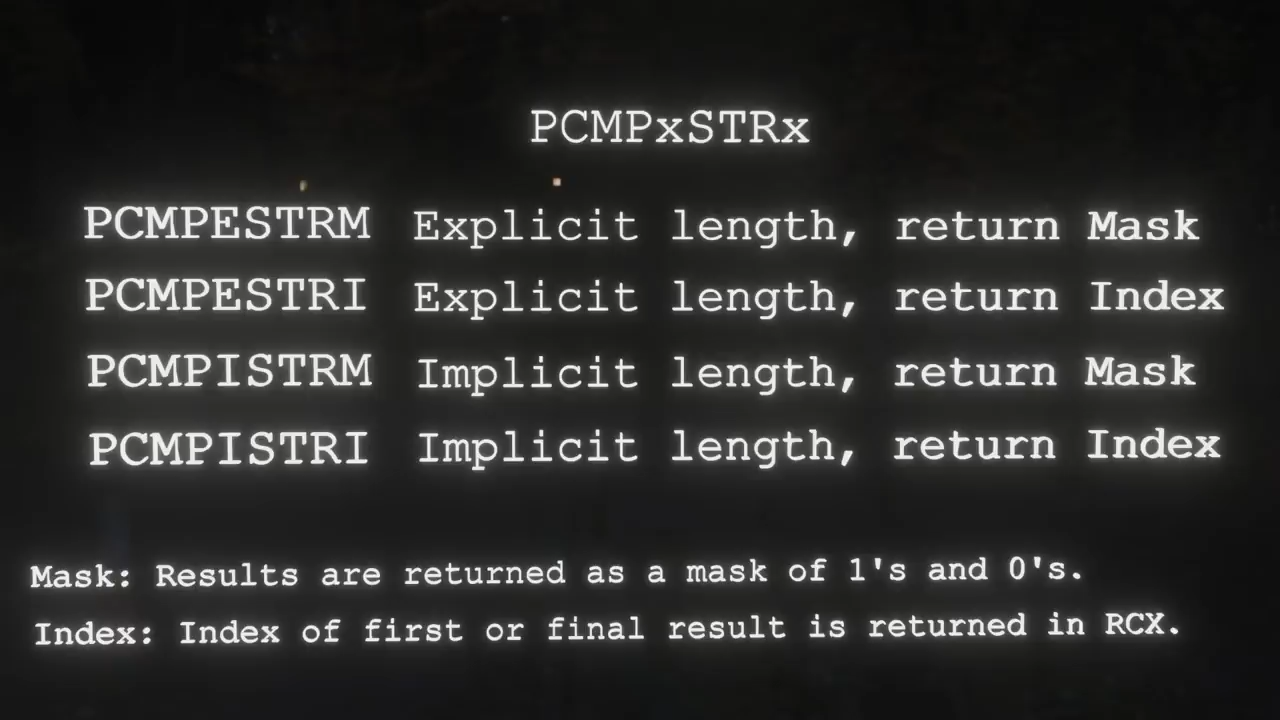 PCMPxSTRx
PCMPESTRM Explicit length, return Mask
PCMPESTRI Explicit length, return Index
PCMPISTRM Implicit length, return Mask
PCMPISTRI Implicit length, return Index
Mask: Results are returned as a mask of 1's and 0's.
Index: Index of first or final result is returned in RCX.